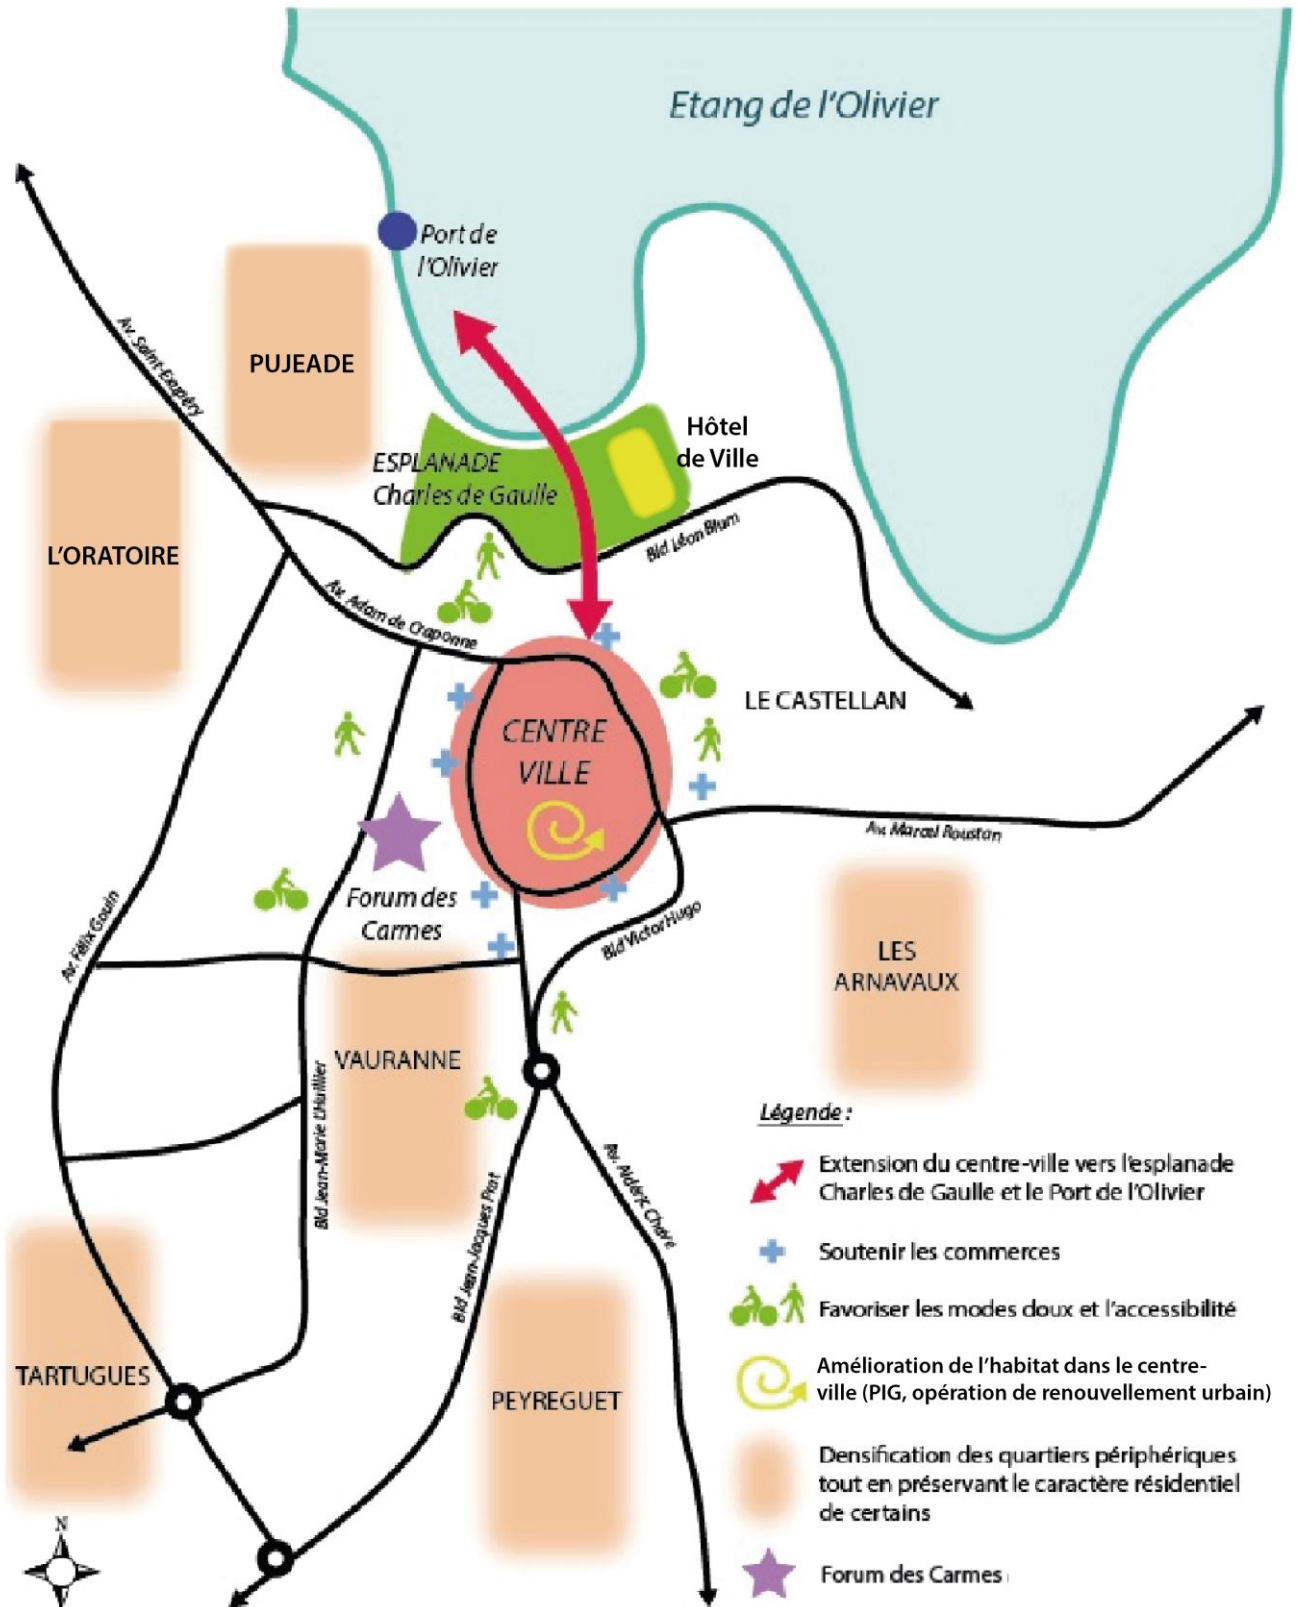 Etang de l'Olivier
Port de
l'Olivier
Av. Saint-Exupéry
PUJEADE
Hôtel
de Ville
ESPLANADE
Charles de Gaulle
Bld Léon Blum
L'ORATOIRE
Av. Adam de Craponne
LE CASTELLAN
CENTRE
VILLE
Av. Marcel Roustan
Forum des
Carmes
Av. Félix Gouin
Bld Victor Hugo
LES
ARNAVAUX
VAURANNE
Bld Jean-Marie L'Huillier
Bld Jean-Jacques Prat
Av. Aldéric Chave
TARTUGUES
PEYREGUET
N
Légende :
Extension du centre-ville vers l'esplanade
Charles de Gaulle et le Port de l'Olivier
Soutenir les commerces
Favoriser les modes doux et l'accessibilité
Amélioration de l'habitat dans le centre-
ville (PIG, opération de renouvellement urbain)
Densification des quartiers périphériques
tout en préservant le caractère résidentiel
de certains
Forum des Carmes